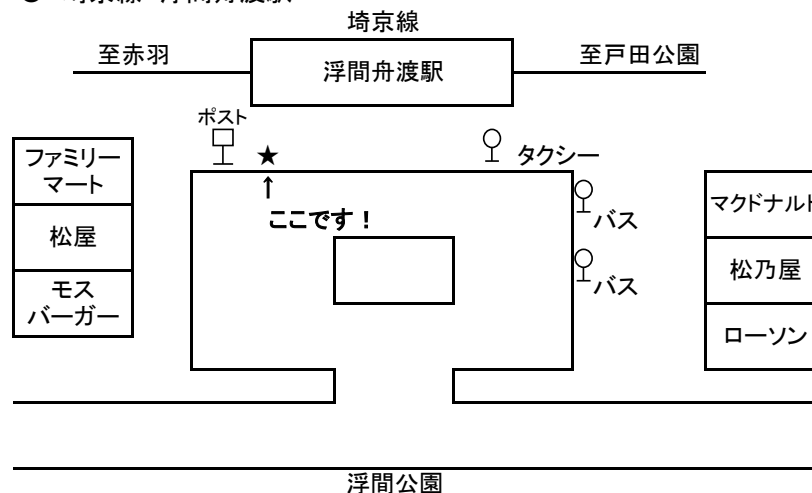 埼京線
至赤羽
浮間舟渡駅
至戸田公園
ポスト
★
タクシー
ファミリー
マート
↑
ここです！
バス
マクドナルド
松屋
バス
松乃屋
モス
バーガー
ローソン
浮間公園